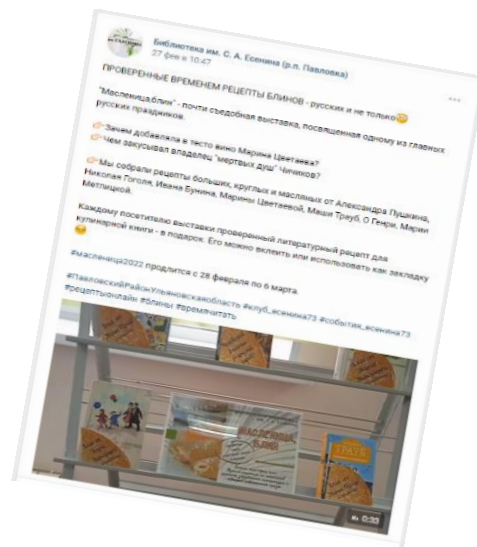 Библиотека им. С. А. Есенина (р.п. Павловка)
27 фев в 10:47
ПРОВЕРЕННЫЕ ВРЕМЕНЕМ РЕЦЕПТЫ БЛИНОВ - русских и не только
"Масленица,блин" - почти съедобная выставка, посвященная одному из главных
русских праздников.
Зачем добавляла в тесто вино Марина Цветаева?
Чем закусывал владелец "мертвых душ" Чичиков?
Мы собрали рецепты больших, круглых и масляных от Александра Пушкина,
Николая Гоголя, Ивана Бунина, Марины Цветаевой, Маши Трауб, О Генри, Марии
Метлицкой.
Каждому посетителю выставки проверенный литературный рецепт для
кулинарной книги - в подарок. Его можно вклеить или использовать как закладку
#масленица2022 продлится с 28 февраля по 6 марта.
#ПавловскийРайонУльяновскаяобласть #клуб_есенина73 #события_есенина73
#рецептыонлайн #блины #времячитать
МАСЛЕНИЦА,
БЛИН
ТРАУБ
0:33